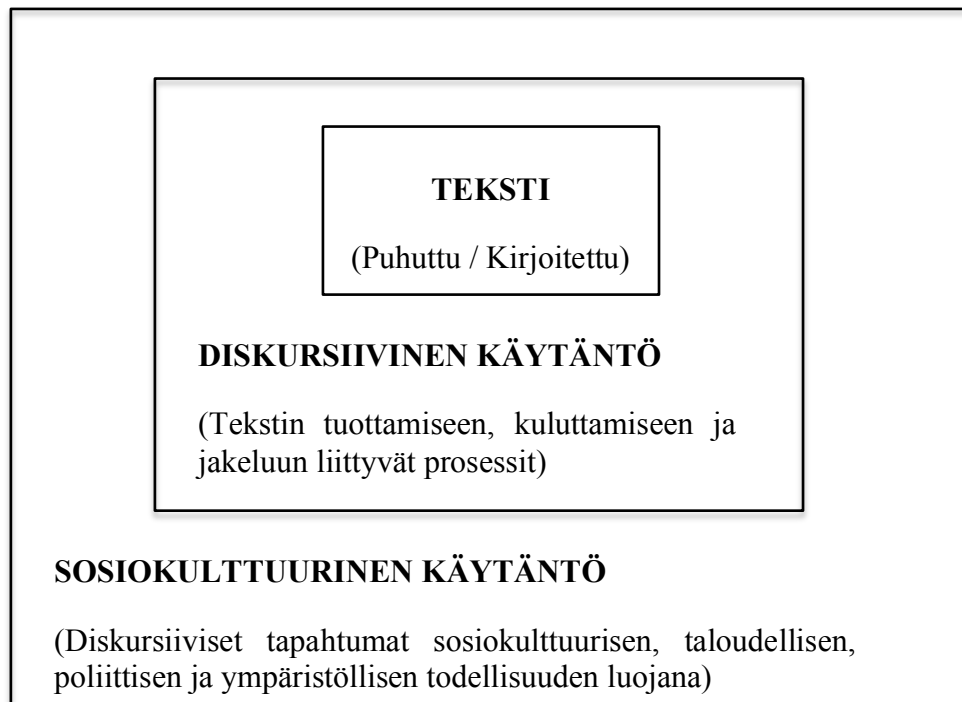 TEKSTI
(Puhuttu / Kirjoitettu)
DISKURSIIVINEN KÄYTÄNTÖ
(Tekstin tuottamiseen, kuluttamiseen ja
jakeluun liittyvät prosessit)
SOSIOKULTTUURINEN KÄYTÄNTÖ
(Diskursiiviset tapahtumat sosiokulttuurisen, taloudellisen,
poliittisen ja ympäristöllisen todellisuuden luojana)